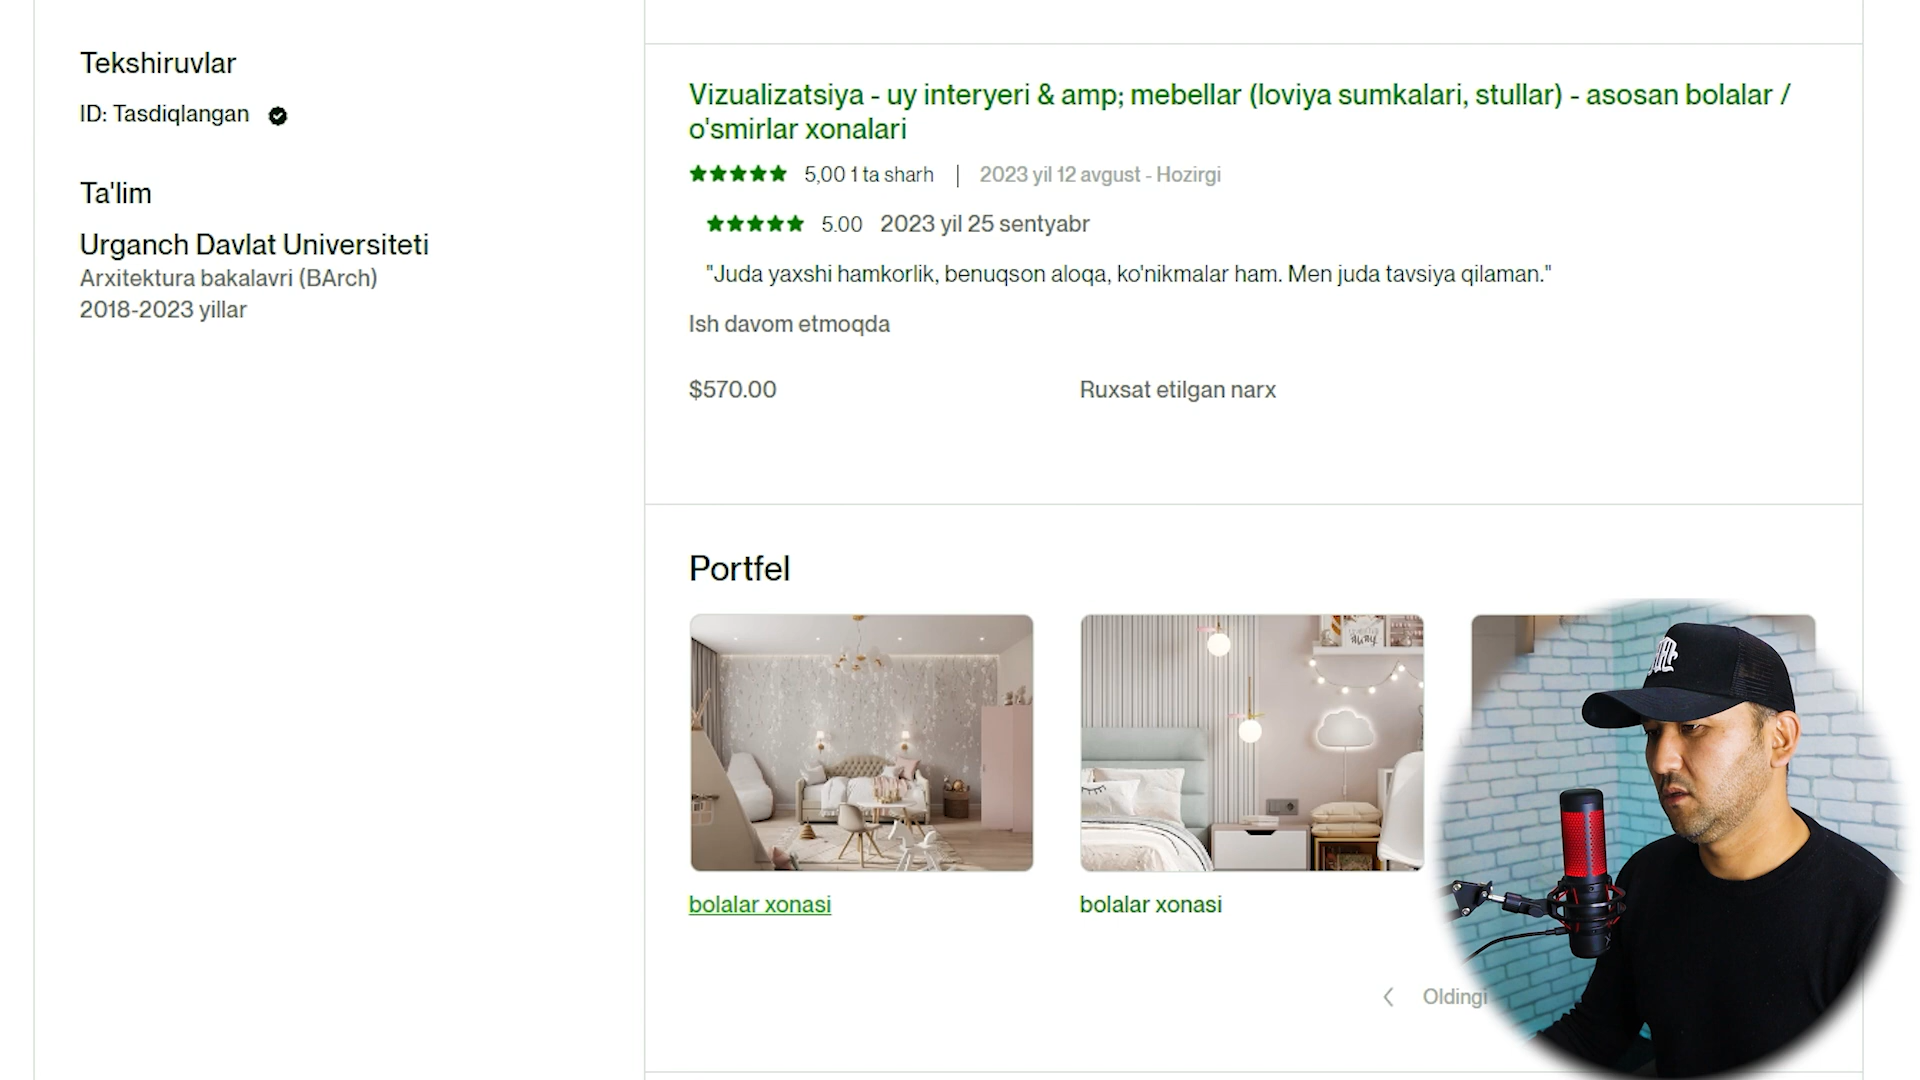 Tekshiruvlar
ID: Tasdiqlangan
Ta'lim
Urganch Davlat Universiteti
Arxitektura bakalavri (BArch)
2018-2023 yillar
Vizualizatsiya - uy interyeri & amp; mebellar (loviya sumkalari, stullar) - asosan bolalar /
o'smirlar xonalari
5,00 1 ta sharh | 2023 yil 12 avgust - Hozirgi
5.00 2023 yil 25 sentyabr
"Juda yaxshi hamkorlik, benuqson aloqa, ko'nikmalar ham. Men juda tavsiya qilaman."
Ish davom etmoqda
$570.00 Ruxsat etilgan narx
Portfel
bolalar xonasi
bolalar xonasi
Oldingi